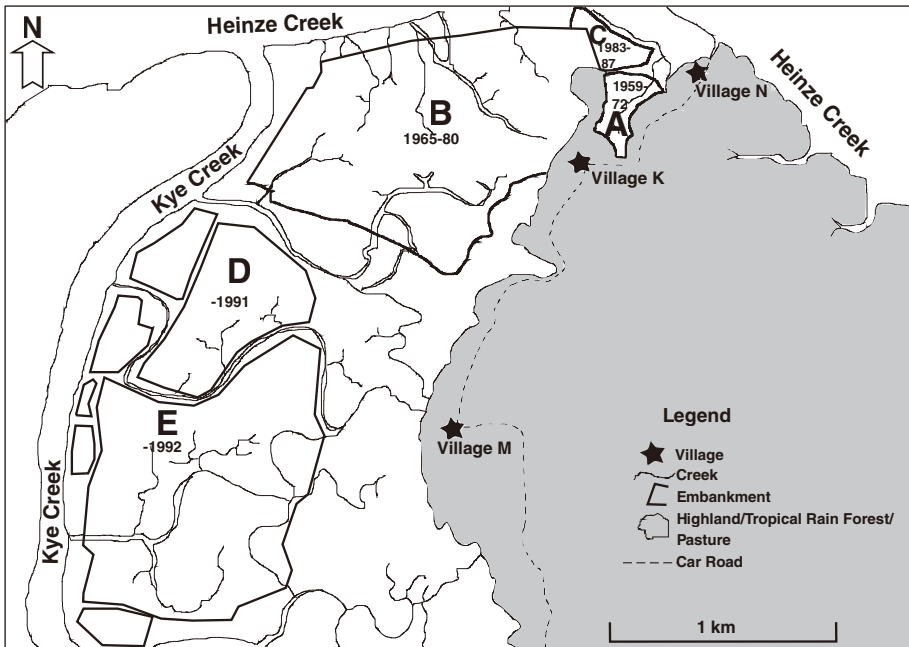 N
Heinze Creek
C
1983-
87
1959-
72
A
Village N
Heinze Creek
B
1965-80
Village K
Kye Creek
D
-1991
E
-1992
Village M
Kye Creek
Legend
Village
Creek
Embankment
Highland/Tropical Rain Forest/
Pasture
Car Road
1 km